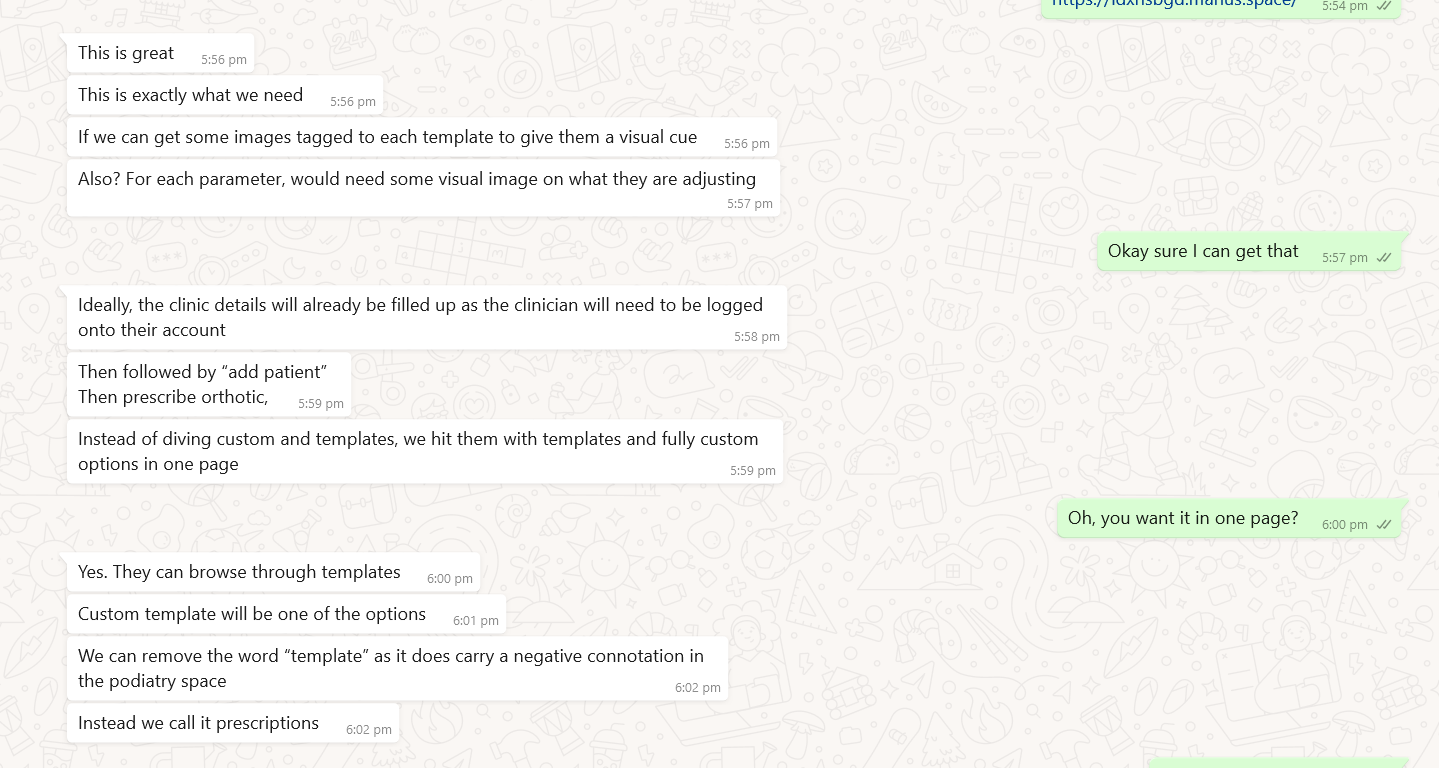 5:54 pm
This is great
5:56 pm
This is exactly what we need
5:56 pm
If we can get some images tagged to each template to give them a visual cue
5:56 pm
Also? For each parameter, would need some visual image on what they are adjusting
5:57 pm
Okay sure I can get that
5:57 pm
Ideally, the clinic details will already be filled up as the clinician will need to be logged
onto their account
5:58 pm
Then followed by “add patient”
Then prescribe orthotic,
5:59 pm
Instead of diving custom and templates, we hit them with templates and fully custom
options in one page
5:59 pm
Oh, you want it in one page?
6:00 pm
Yes. They can browse through templates
6:00 pm
Custom template will be one of the options
6:01 pm
We can remove the word “template” as it does carry a negative connotation in
the podiatry space
6:02 pm
Instead we call it prescriptions
6:02 pm